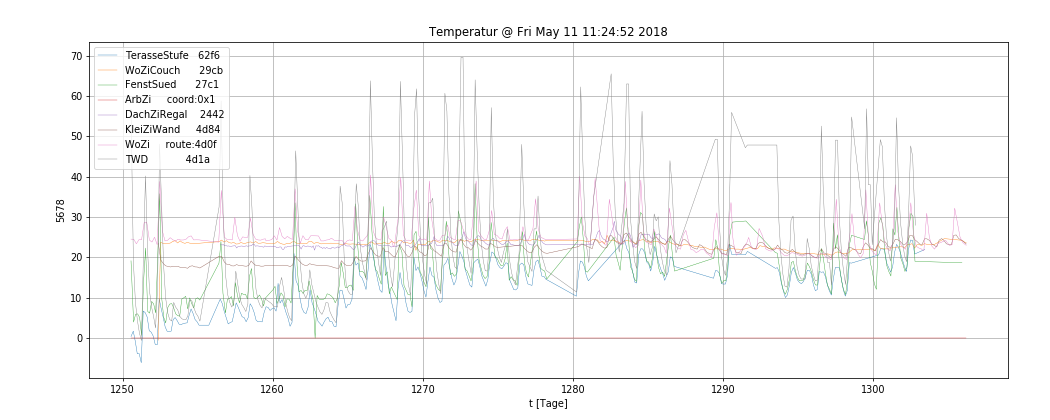 Temperatur @ Fri May 11 11:24:52 2018
70
60
50
40
30
20
10
0
5678
TerasseStufe 62f6
WoZiCouch 29cb
FenstSued 27c1
ArbZi coord:0x1
DachZiRegal 2442
KleiZiWand 4d84
WoZi route:4d0f
TWD 4d1a
1250 1260 1270 1280 1290 1300
t [Tage]